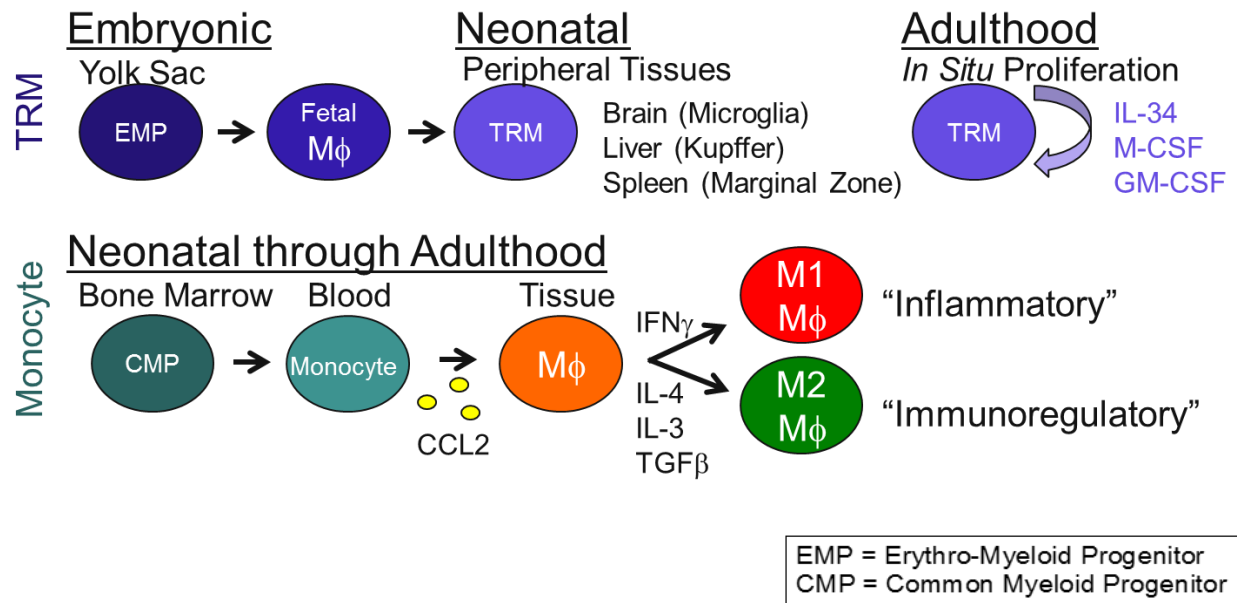 Embryonic
Neonatal
Adulthood
TRM
Yolk Sac
Peripheral Tissues
In Situ Proliferation
EMP
Fetal
Mϕ
TRM
Brain (Microglia)
Liver (Kupffer)
Spleen (Marginal Zone)
TRM
IL-34
M-CSF
GM-CSF
Neonatal through Adulthood
Monocyte
Bone Marrow
Blood
Tissue
CMP
Monocyte
CCL2
Mϕ
IFNγ
IL-4
IL-3
TGFβ
M1
Mϕ
“Inflammatory”
M2
Mϕ
“Immunoregulatory”
EMP = Erythro-Myeloid Progenitor
CMP = Common Myeloid Progenitor